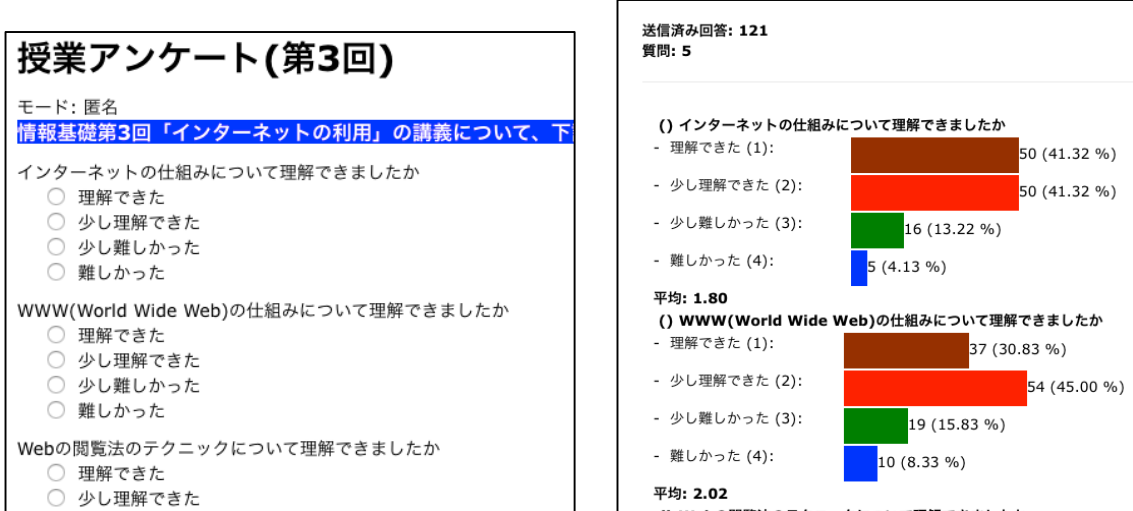 授業アンケート(第3回)
モード: 匿名
情報基礎第3回「インターネットの利用」の講義について、下
インターネットの仕組みについて理解できましたか
理解できた
少し理解できた
少し難しかった
難しかった
WWW(World Wide Web)の仕組みについて理解できましたか
理解できた
少し理解できた
少し難しかった
難しかった
Webの閲覧法のテクニックについて理解できましたか
理解できた
少し理解できた
送信済み回答: 121
質問: 5
() インターネットの仕組みについて理解できましたか
- 理解できた (1): 50 (41.32 %)
- 少し理解できた (2): 50 (41.32 %)
- 少し難しかった (3): 16 (13.22 %)
- 難しかった (4): 5 (4.13 %)
平均: 1.80
() WWW(World Wide Web)の仕組みについて理解できましたか
- 理解できた (1): 37 (30.83 %)
- 少し理解できた (2): 54 (45.00 %)
- 少し難しかった (3): 19 (15.83 %)
- 難しかった (4): 10 (8.33 %)
平均: 2.02